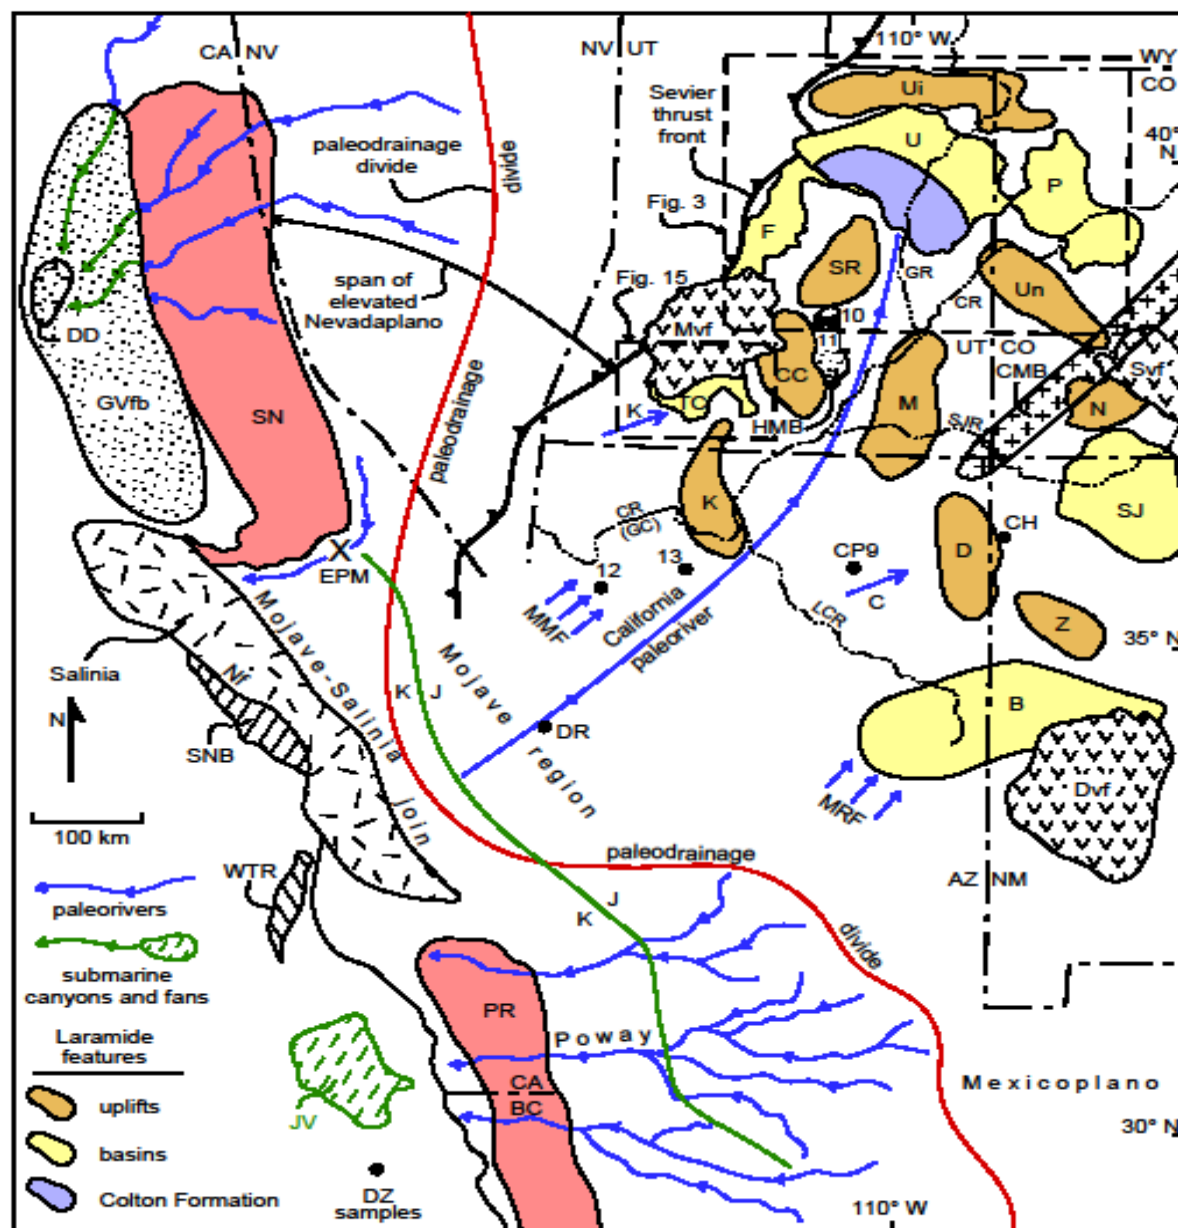 CA NV
NV UT
110° W
WY
CO
Sevier
thrust
front
Ui
40°
N
paleodrainage
divide
divide
U
P
Fig. 3
F
SR
GR
CR
Un
span of
elevated
Nevadaplano
Fig. 15
DD
Mvf
10
11
UT CO
CMB
Svf
GVfb
SN
CC
TC
M
N
K
HMB
SJR
paleodrainage
K
SJ
CR
(GC)
CH
D
X
EPM
12
13
CP9
C
MMF
California
paleoriver
LCR
Z
35° N
Mojave-Salinia join
Mojave region
Salinia
Nf
K J
B
N
SNB
DR
MRF
Dvf
100 km
WTR
paleodrainage
AZ NM
paleorivers
J
K
divide
submarine
canyons and fans
PR
Laramide
features
Poway
CA
BC
Mexicoplano
uplifts
JV
30° N
basins
Colton Formation
DZ
samples
110° W